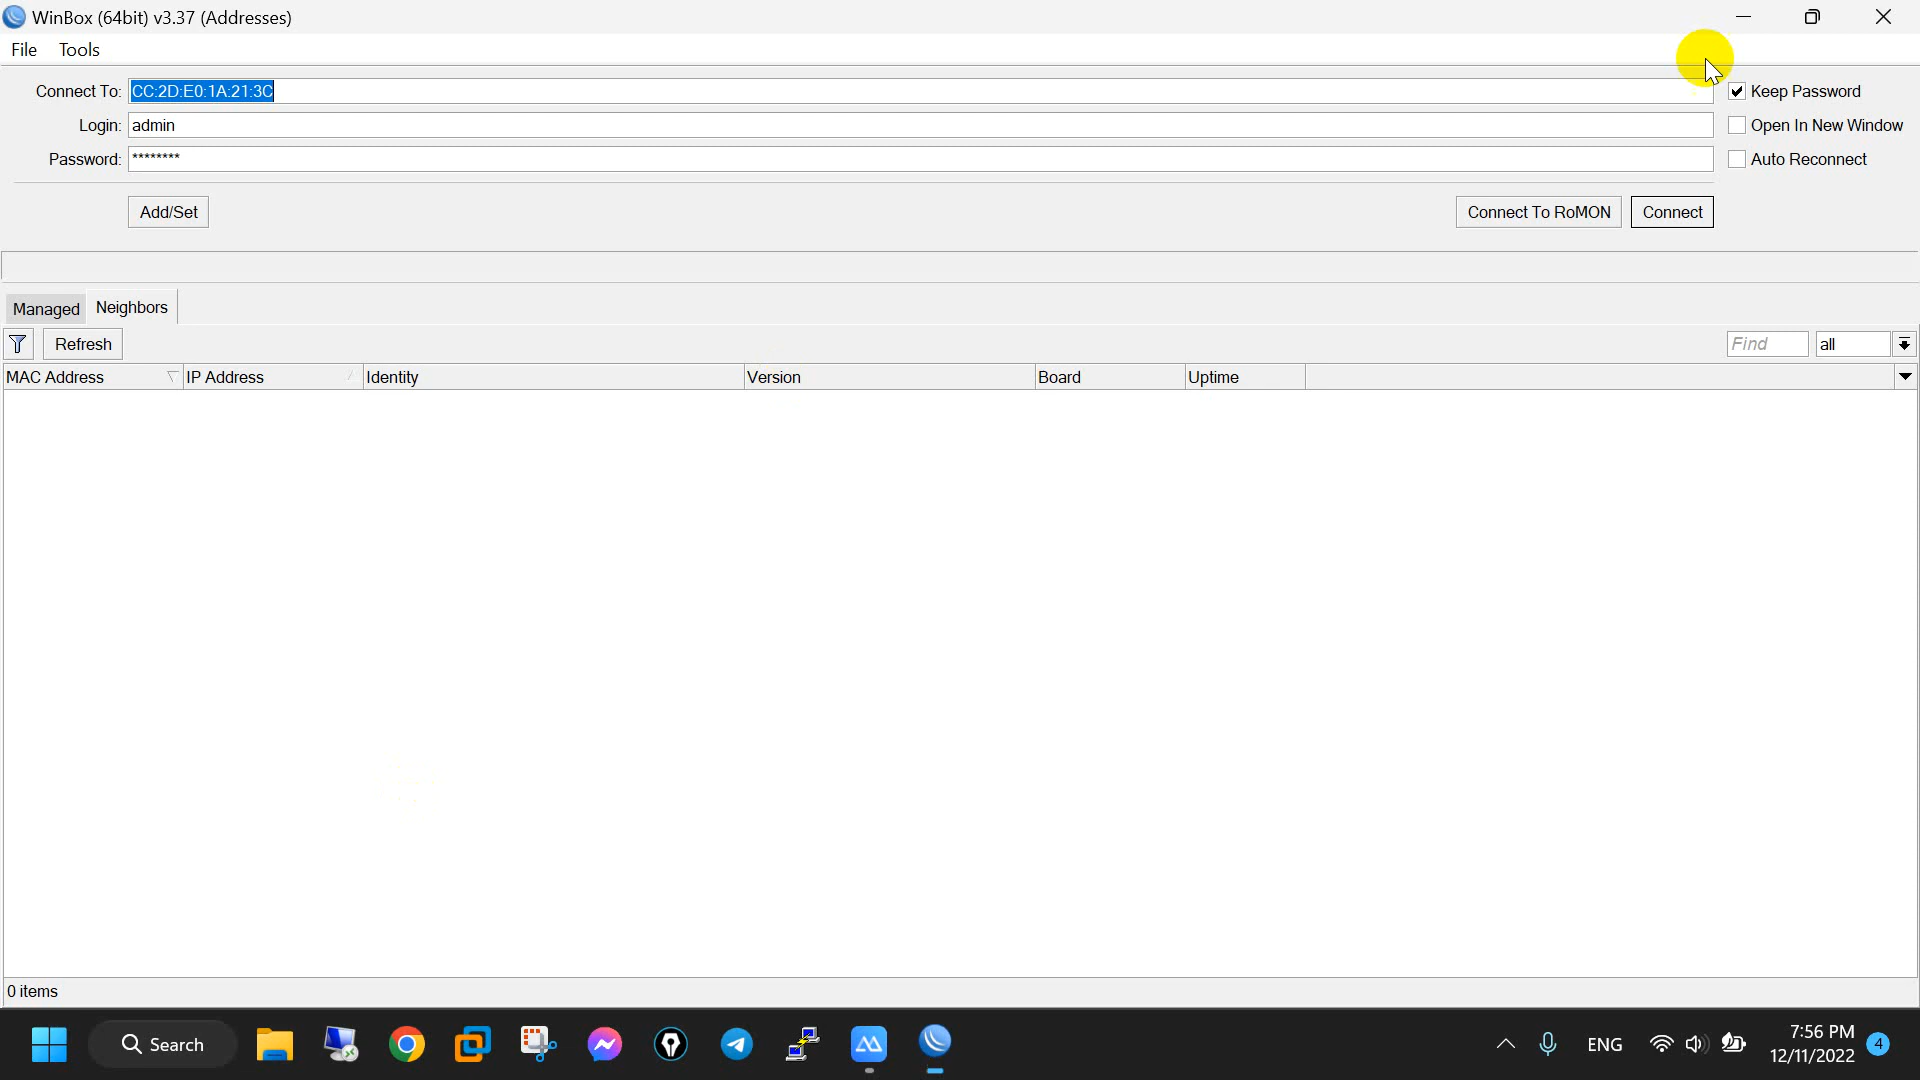 WinBox (64bit) v3.37 (Addresses)
File Tools
Connect To: CC:2D:E0:1A:21:3C
Keep Password
Login: admin
Open In New Window
Password: ********
Auto Reconnect
Add/Set
Connect To RoMON
Connect
Managed Neighbors
Refresh
Find
all
MAC Address IP Address Identity Version Board Uptime
0 items
Search
ENG
7:56 PM
12/11/2022
4